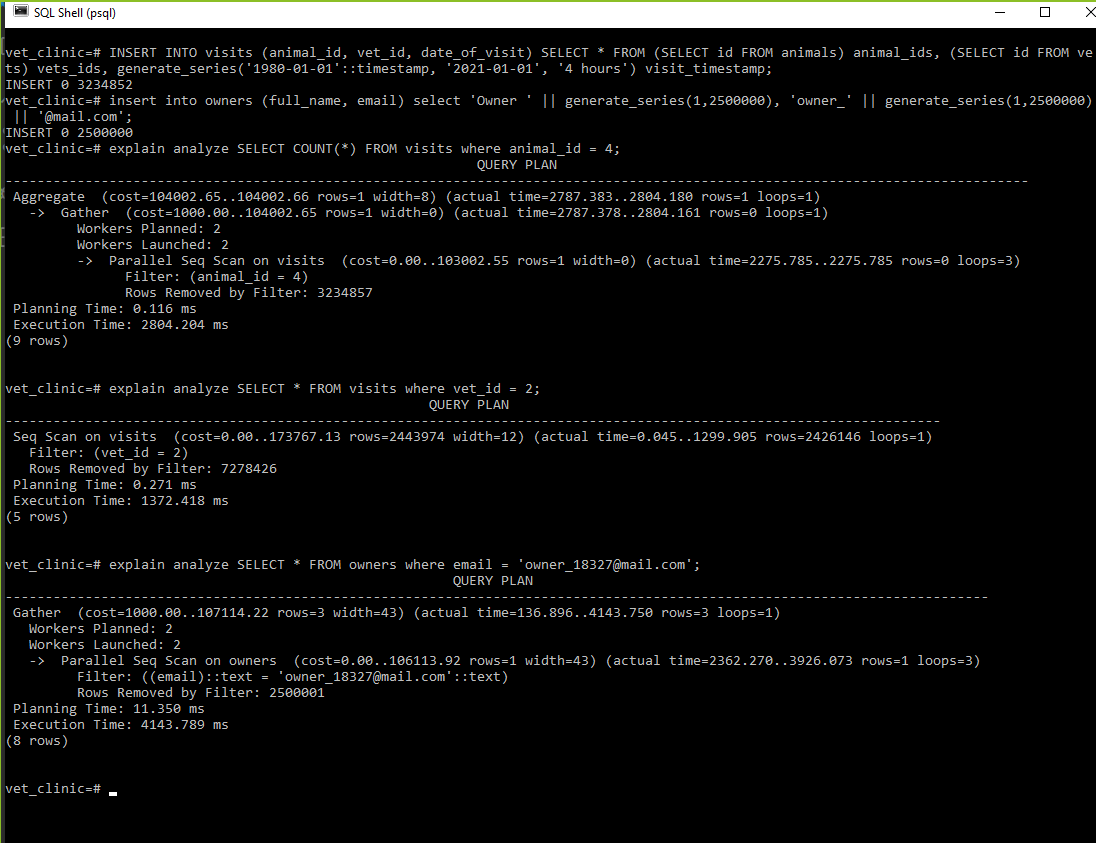 SQL Shell (psql)
vet_clinic=# INSERT INTO visits (animal_id, vet_id, date_of_visit) SELECT * FROM (SELECT id FROM animals) animal_ids, (SELECT id FROM ve
ts) vets_ids, generate_series('1980-01-01'::timestamp, '2021-01-01', '4 hours') visit_timestamp;
INSERT 0 3234852
vet_clinic=# insert into owners (full_name, email) select 'Owner ' || generate_series(1,2500000), 'owner_' || generate_series(1,2500000)
 || '@mail.com';
INSERT 0 2500000
vet_clinic=# explain analyze SELECT COUNT(*) FROM visits where animal_id = 4;
QUERY PLAN
--------------------------------------------------------------------------------------------------------------------------------
 Aggregate  (cost=104002.65..104002.66 rows=1 width=8) (actual time=2787.383..2804.180 rows=1 loops=1)
   ->  Gather  (cost=1000.00..104002.65 rows=1 width=0) (actual time=2787.378..2804.161 rows=0 loops=1)
         Workers Planned: 2
         Workers Launched: 2
         ->  Parallel Seq Scan on visits  (cost=0.00..103002.55 rows=1 width=0) (actual time=2275.785..2275.785 rows=0 loops=3)
               Filter: (animal_id = 4)
               Rows Removed by Filter: 3234857
 Planning Time: 0.116 ms
 Execution Time: 2804.204 ms
(9 rows)
vet_clinic=# explain analyze SELECT * FROM visits where vet_id = 2;
QUERY PLAN
---------------------------------------------------------------------------------------------------------------------
 Seq Scan on visits  (cost=0.00..173767.13 rows=2443974 width=12) (actual time=0.045..1299.905 rows=2426146 loops=1)
   Filter: (vet_id = 2)
   Rows Removed by Filter: 7278426
 Planning Time: 0.271 ms
 Execution Time: 1372.418 ms
(5 rows)
vet_clinic=# explain analyze SELECT * FROM owners where email = 'owner_18327@mail.com';
QUERY PLAN
---------------------------------------------------------------------------------------------------------------------------
 Gather  (cost=1000.00..107114.22 rows=3 width=43) (actual time=136.896..4143.750 rows=3 loops=1)
   Workers Planned: 2
   Workers Launched: 2
   ->  Parallel Seq Scan on owners  (cost=0.00..106113.92 rows=1 width=43) (actual time=2362.270..3926.073 rows=1 loops=3)
         Filter: ((email)::text = 'owner_18327@mail.com'::text)
         Rows Removed by Filter: 2500001
 Planning Time: 11.350 ms
 Execution Time: 4143.789 ms
(8 rows)
vet_clinic=#